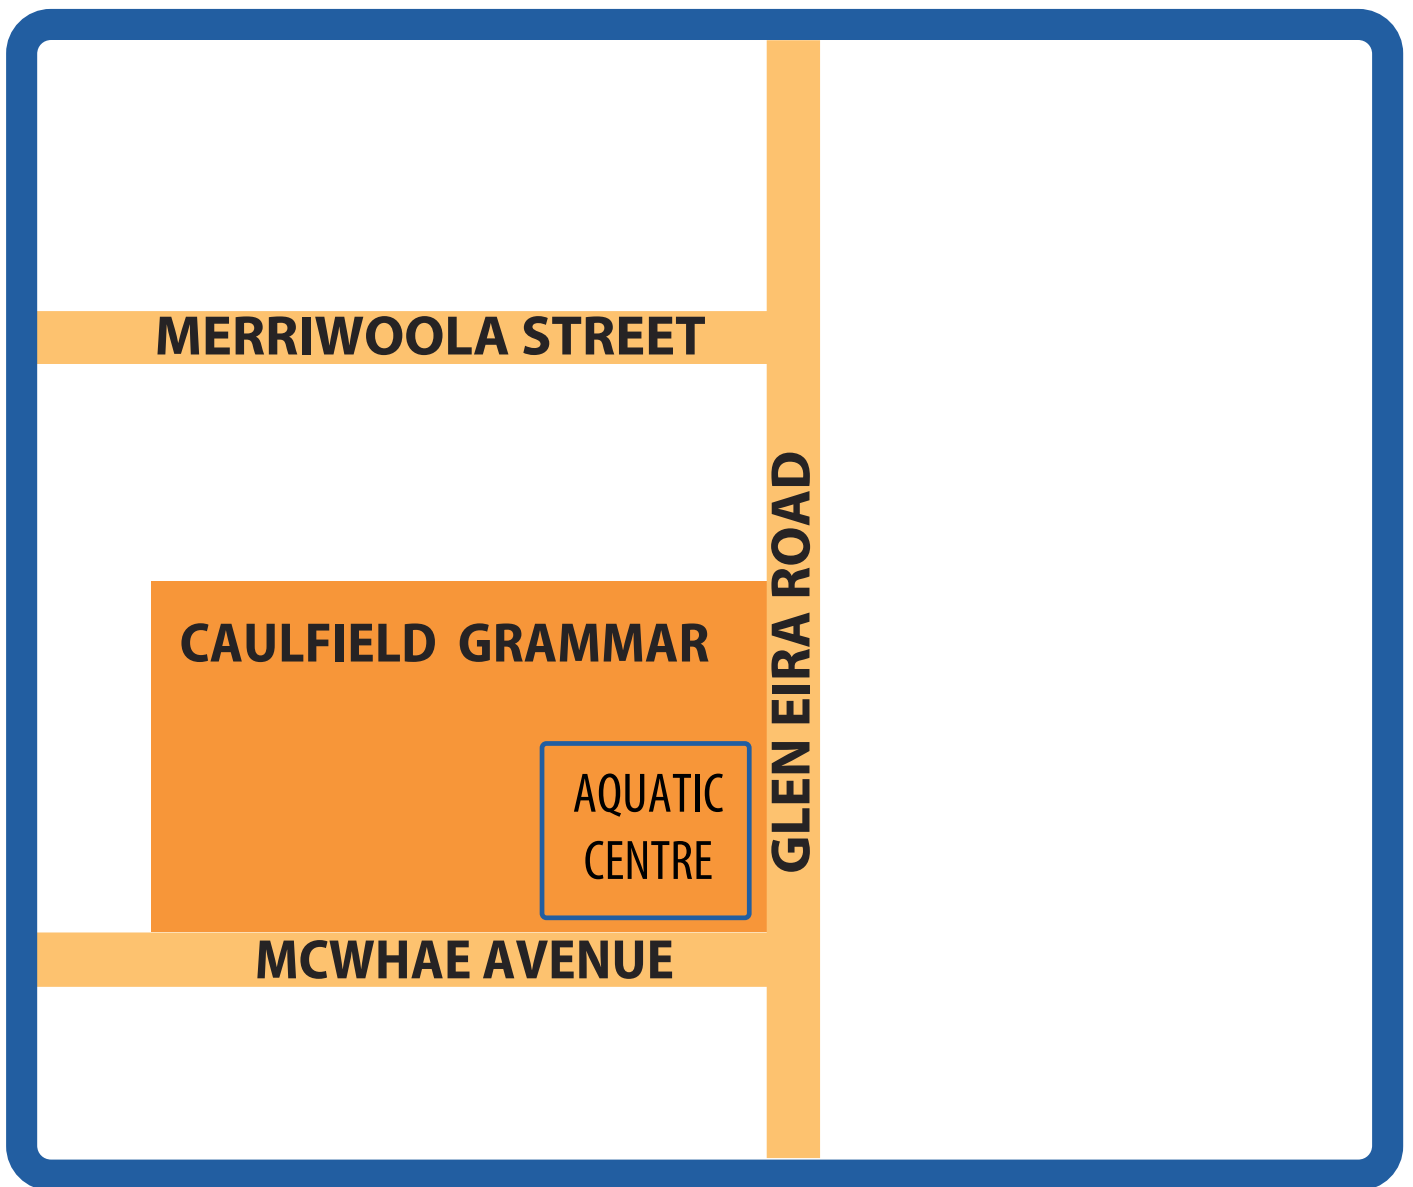 MERRIWOOLA STREET
GLEN EIRA ROAD
CAULFIELD GRAMMAR
AQUATIC
CENTRE
MCWHAE AVENUE